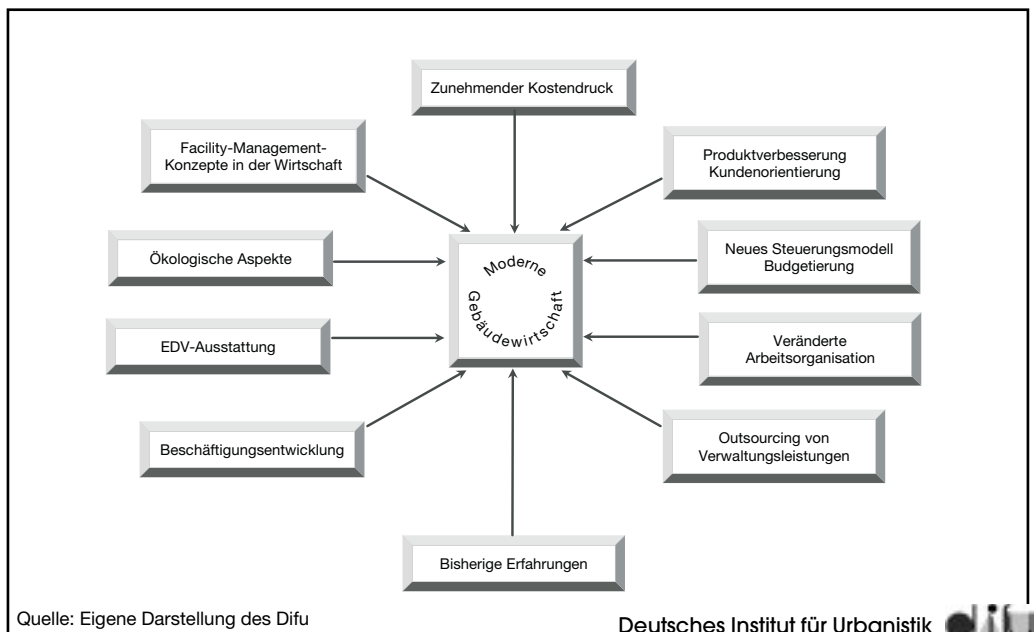 Zunehmender Kostendruck
Facility-Management-
Konzepte in der Wirtschaft
Produktverbesserung
Kundenorientierung
Ökologische Aspekte
Neues Steuerungsmodell
Budgetierung
Moderne
Gebäudewirtschaft
EDV-Ausstattung
Veränderte
Arbeitsorganisation
Beschäftigungsentwicklung
Outsourcing von
Verwaltungsleistungen
Bisherige Erfahrungen
Quelle: Eigene Darstellung des Difu
Deutsches Institut für Urbanistik